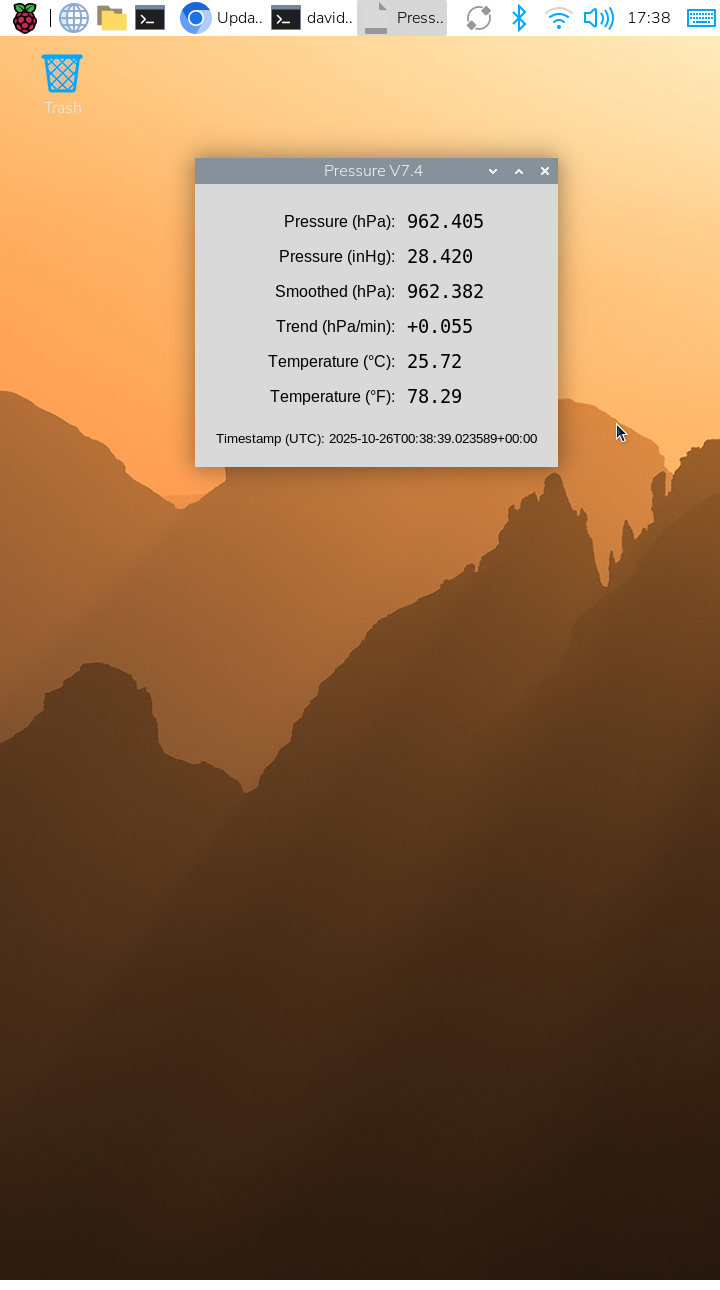 Upda.. david.. Press.. 17:38
Trash
Pressure V7.4
Pressure (hPa): 962.405
Pressure (inHg): 28.420
Smoothed (hPa): 962.382
Trend (hPa/min): +0.055
Temperature (°C): 25.72
Temperature (°F): 78.29
Timestamp (UTC): 2025-10-26T00:38:39.023589+00:00